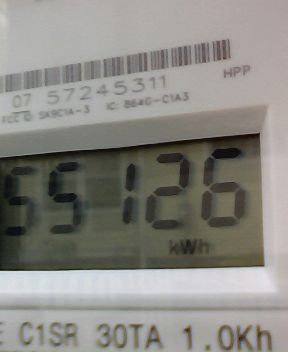 HPP
07 57245311
FCC ID: SK9C1A-3 IC: 864G-C1A3
55126
kWh
E C1SR 30TA 1.0Kh